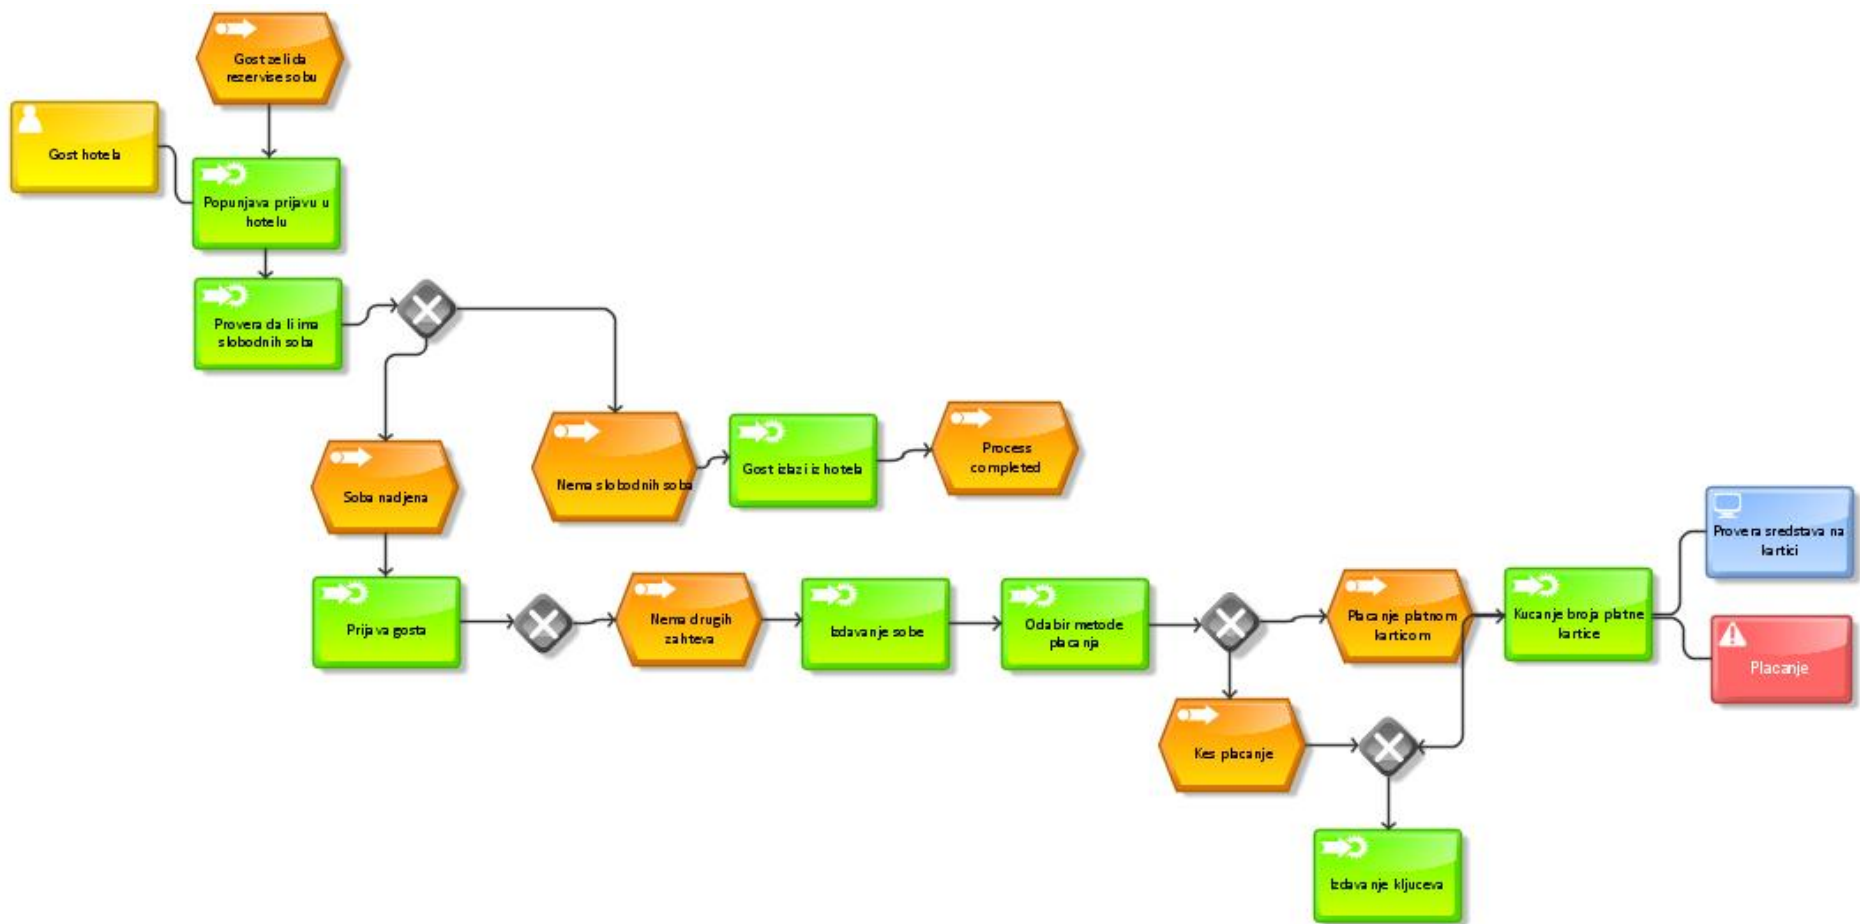 Gost zeli da
rezervise sobu
Gost hotela
Popunjava prijavu u
hotelu
Provera da li ima
slobodnih soba
Soba nadjena
Nema slobodnih soba
Gost izlazi iz hotela
Process
completed
Prijava gosta
Nema drugih
zahteva
Izdavanje sobe
Odabir metode
placanja
Placanje platnom
karticom
Kucanje broja platne
kartice
Provera sredstava na
kartici
Placanje
Kes placanje
Izdavanje kljuceva